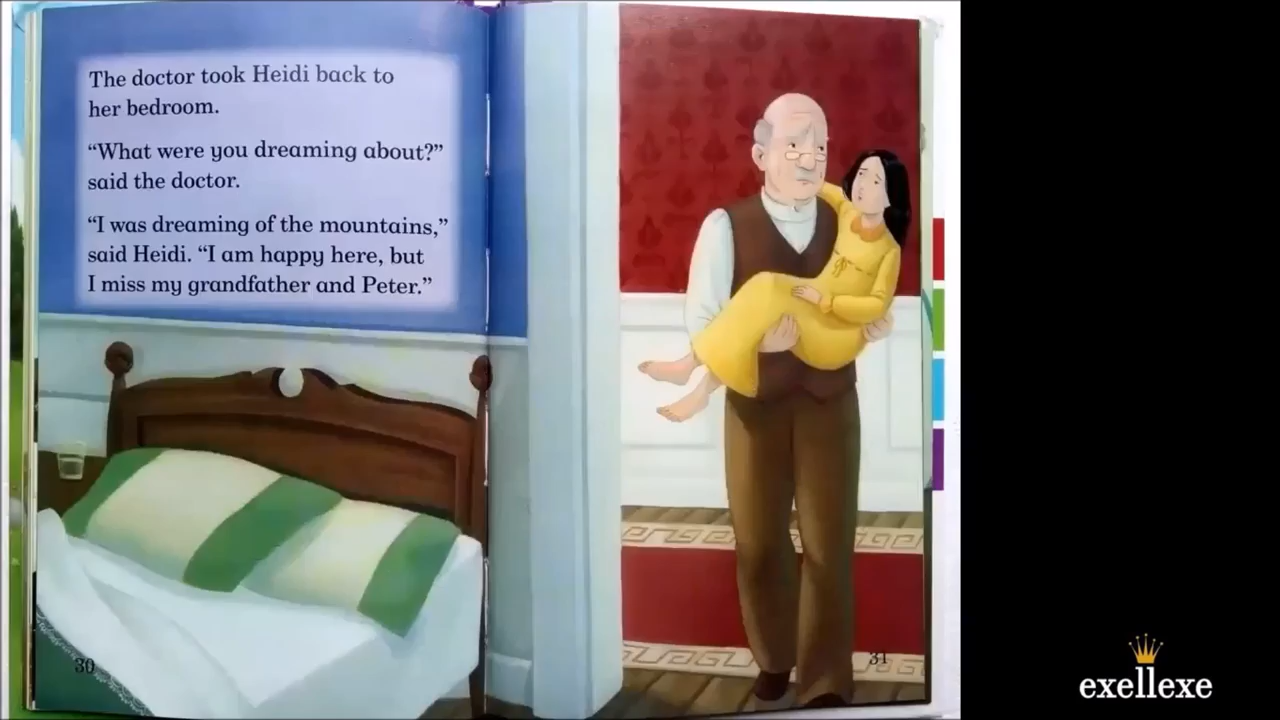 The doctor took Heidi back to
her bedroom.
“What were you dreaming about?”
said the doctor.
“I was dreaming of the mountains,”
said Heidi. “I am happy here, but
I miss my grandfather and Peter.”
30
31
exellexe